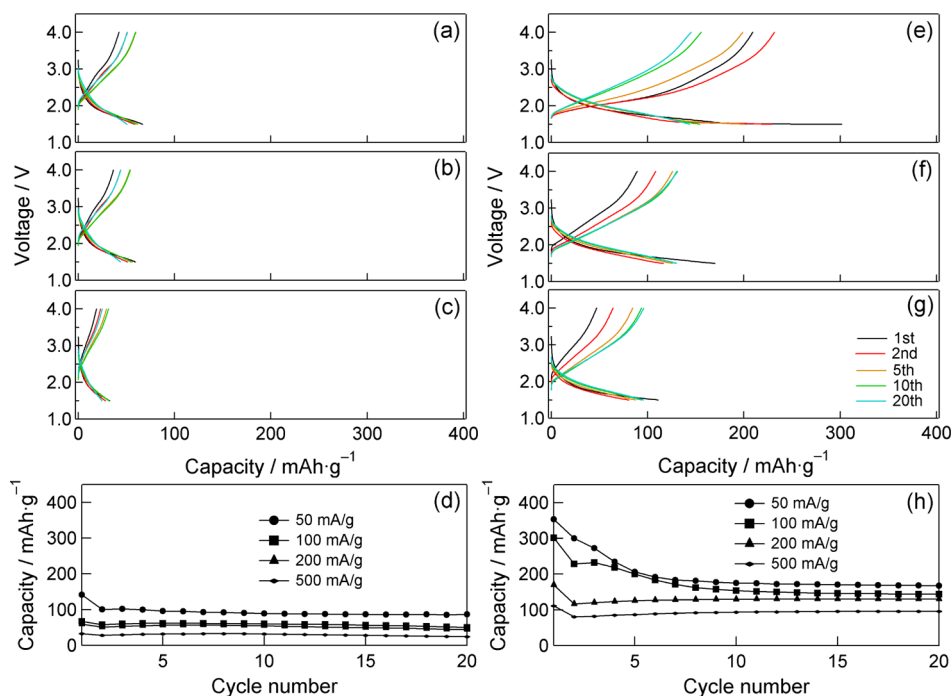 4.0
3.0
2.0
1.0
(a)
4.0
3.0
2.0
1.0
(b)
4.0
3.0
2.0
1.0
(c)
0 100 200 300 400
Voltage / V
Capacity / mAh·g⁻¹
400
300
200
100
0
(d)
50 mA/g
100 mA/g
200 mA/g
500 mA/g
5 10 15 20
Capacity / mAh·g⁻¹
Cycle number
4.0
3.0
2.0
1.0
(e)
4.0
3.0
2.0
1.0
(f)
4.0
3.0
2.0
1.0
(g)
1st
2nd
5th
10th
20th
0 100 200 300 400
Voltage / V
Capacity / mAh·g⁻¹
400
300
200
100
0
(h)
50 mA/g
100 mA/g
200 mA/g
500 mA/g
5 10 15 20
Capacity / mAh·g⁻¹
Cycle number